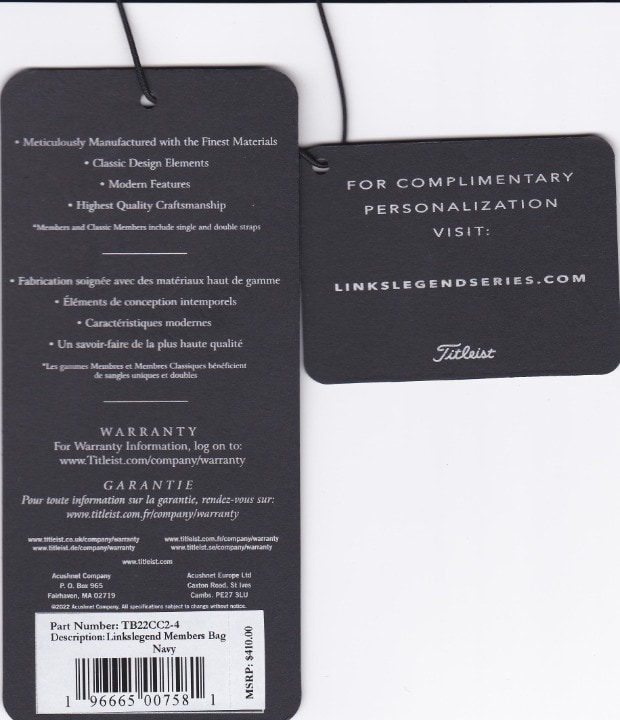 • Meticulously Manufactured with the Finest Materials
• Classic Design Elements
• Modern Features
• Highest Quality Craftsmanship
*Members and Classic Members include single and double straps
• Fabrication soignée avec des matériaux haut de gamme
• Éléments de conception intemporels
• Caractéristiques modernes
• Un savoir-faire de la plus haute qualité
*Les gammes Membres et Membres Classiques bénéficient
de sangles uniques et doubles
WARRANTY
For Warranty Information, log on to:
www.Titleist.com/company/warranty
GARANTIE
Pour toute information sur la garantie, rendez-vous sur:
www.titleist.com.fr/company/warranty
www.titleist.co.uk/company/warranty www.titleist.com.fr/company/warranty
www.titleist.de/company/warranty www.titleist.se/company/warranty
www.titleist.com
Acushnet Company
P. O. Box 965
Fairhaven, MA 02719
Acushnet Europe Ltd
Caxton Road, St Ives
Cambs. PE27 3LU
©2022 Acushnet Company. All specifications subject to change without notice.
Part Number: TB22CC2-4
Description: Linkslegend Members Bag
Navy
MSRP: $410.00
1 96665 00758 1
FOR COMPLIMENTARY
PERSONALIZATION
VISIT:
LINKSLEGENDSERIES.COM
Titleist